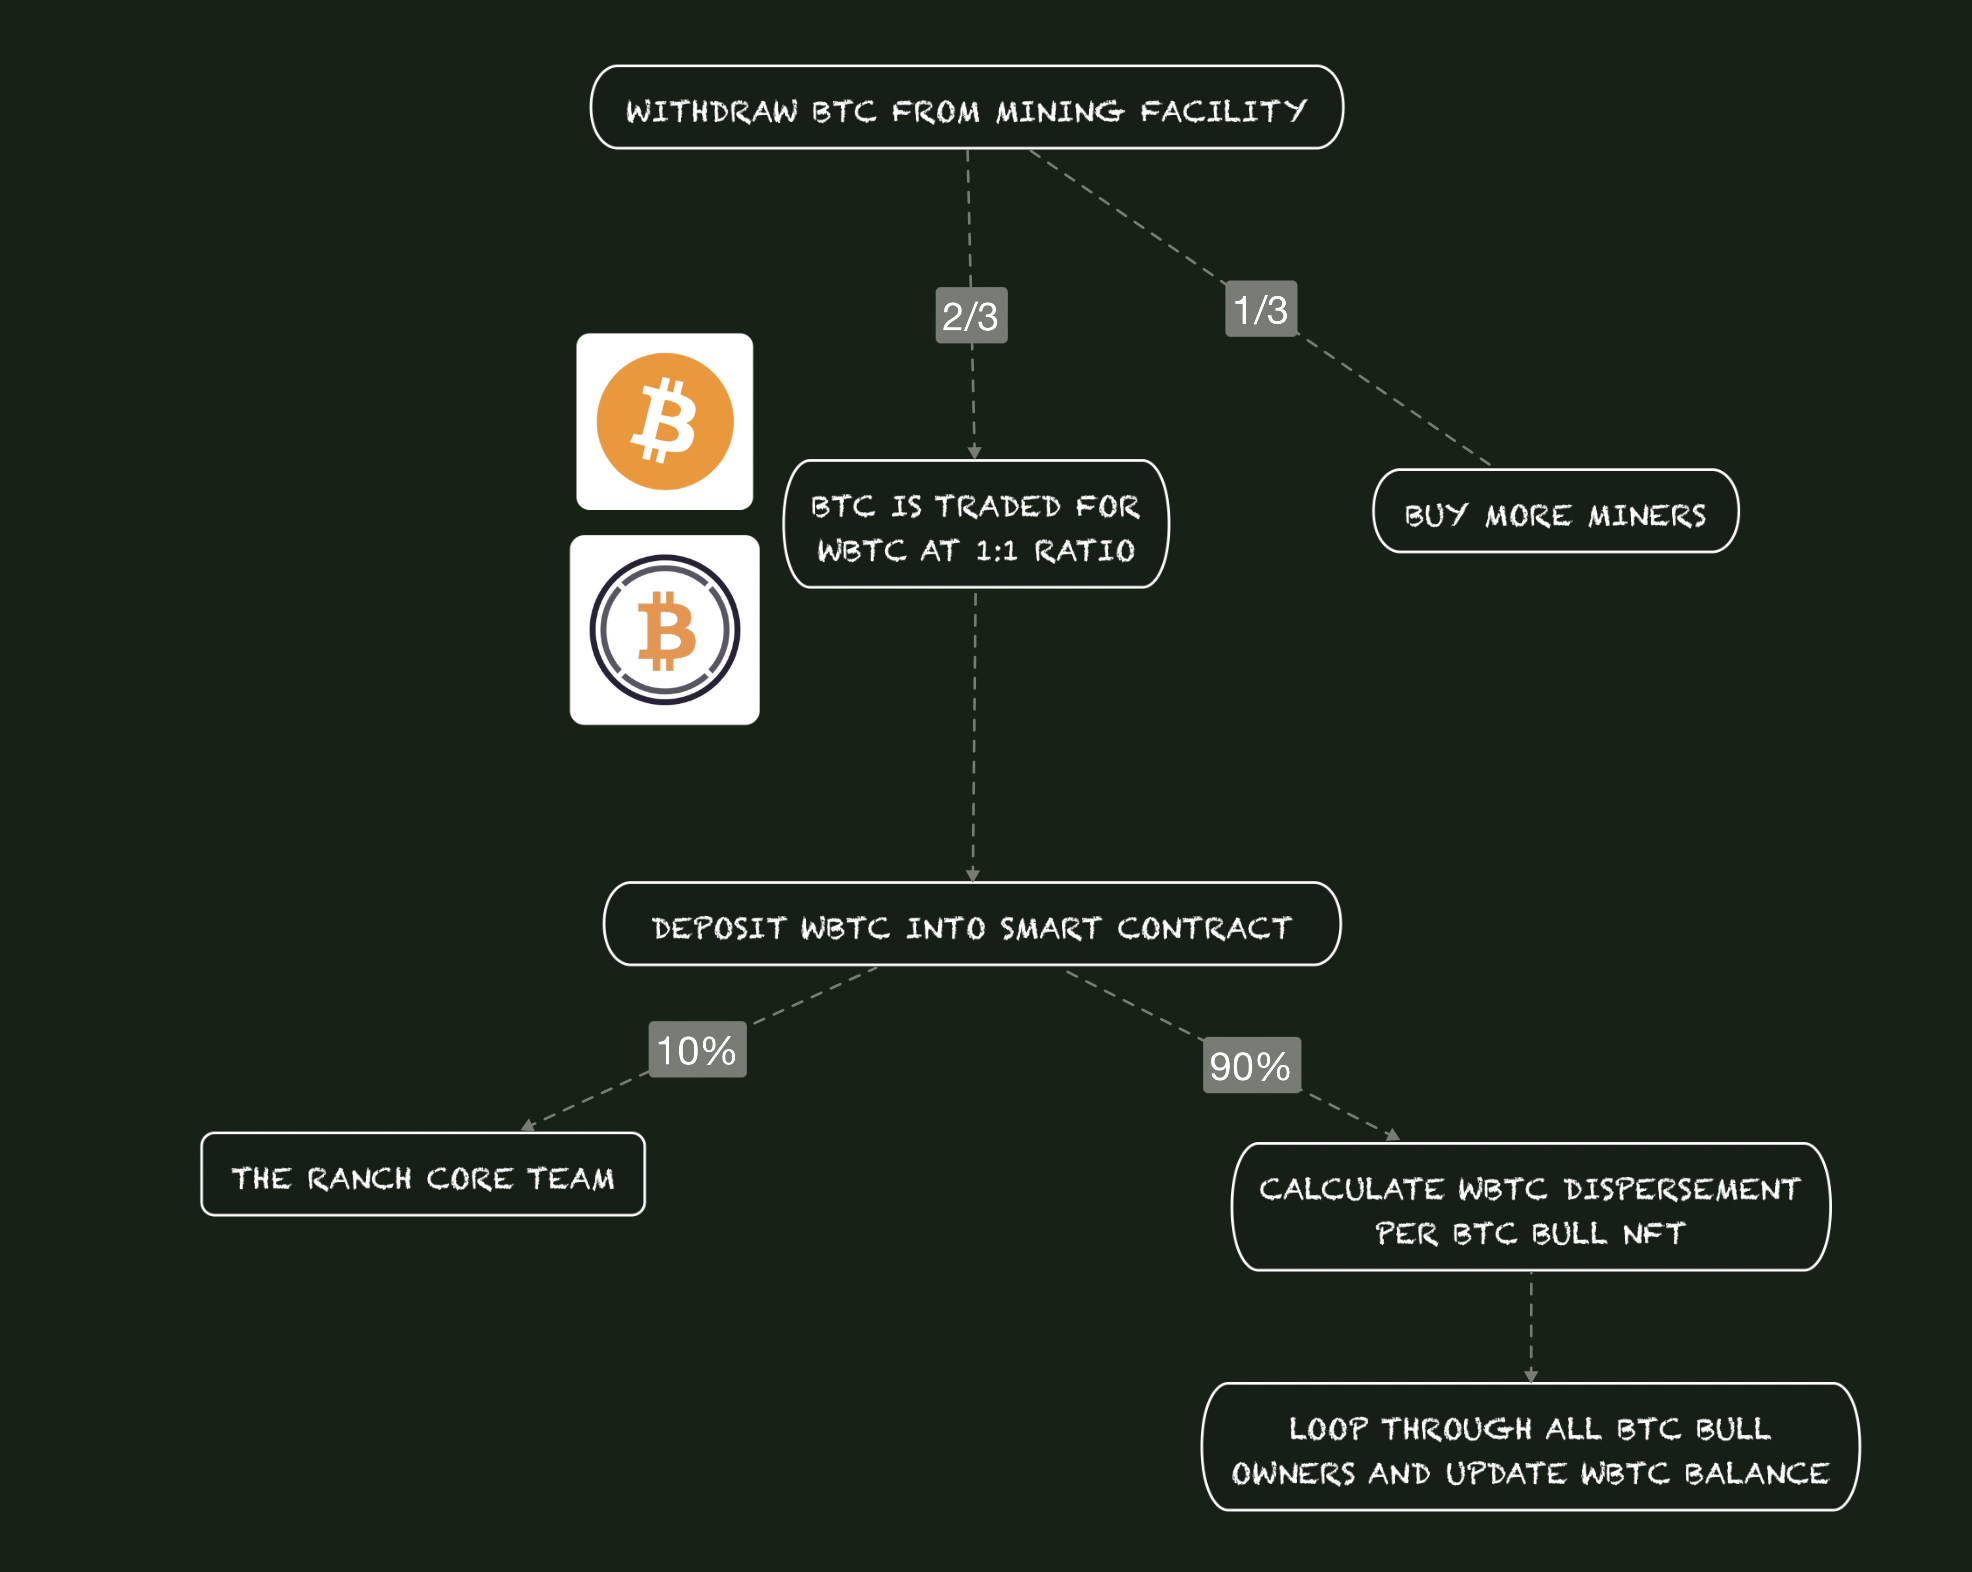 WITHDRAW BTC FROM MINING FACILITY
2/3
1/3
BTC IS TRADED FOR
WBTC AT 1:1 RATIO
BUY MORE MINERS
DEPOSIT WBTC INTO SMART CONTRACT
10%
90%
THE RANCH CORE TEAM
CALCULATE WBTC DISPERSEMENT
PER BTC BULL NFT
LOOP THROUGH ALL BTC BULL
OWNERS AND UPDATE WBTC BALANCE